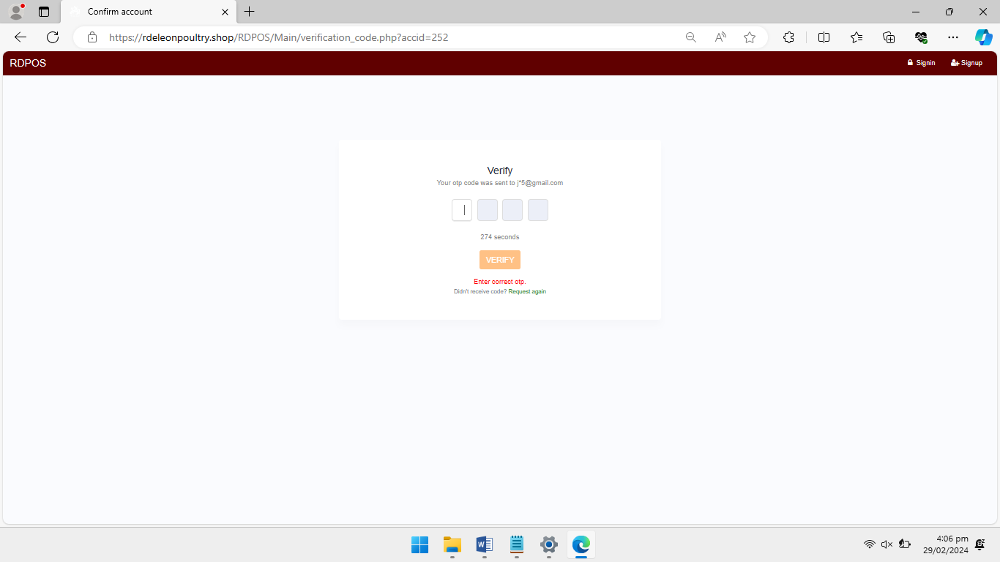 Confirm account
https://rdeleonpoultry.shop/RDPOS/Main/verification_code.php?accid=252
RDPOS
Signin
Signup
Verify
Your otp code was sent to j*5@gmail.com
274 seconds
VERIFY
Enter correct otp.
Didn't receive code? Request again
4:06 pm
29/02/2024